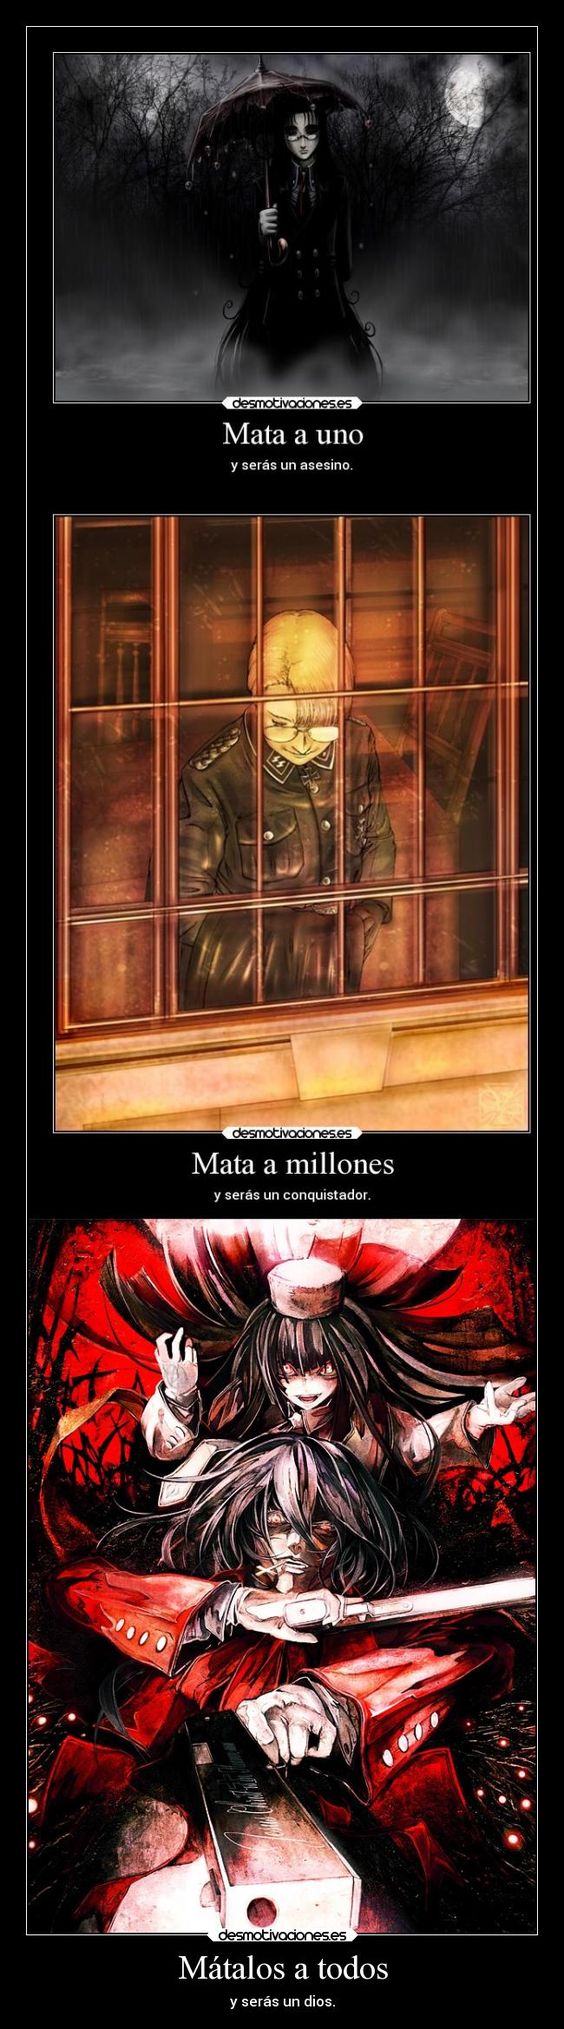 desmotivaciones.es
Mata a uno
y serás un asesino.
desmotivaciones.es
Mata a millones
y serás un conquistador.
desmotivaciones.es
Mátalos a todos
y serás un dios.